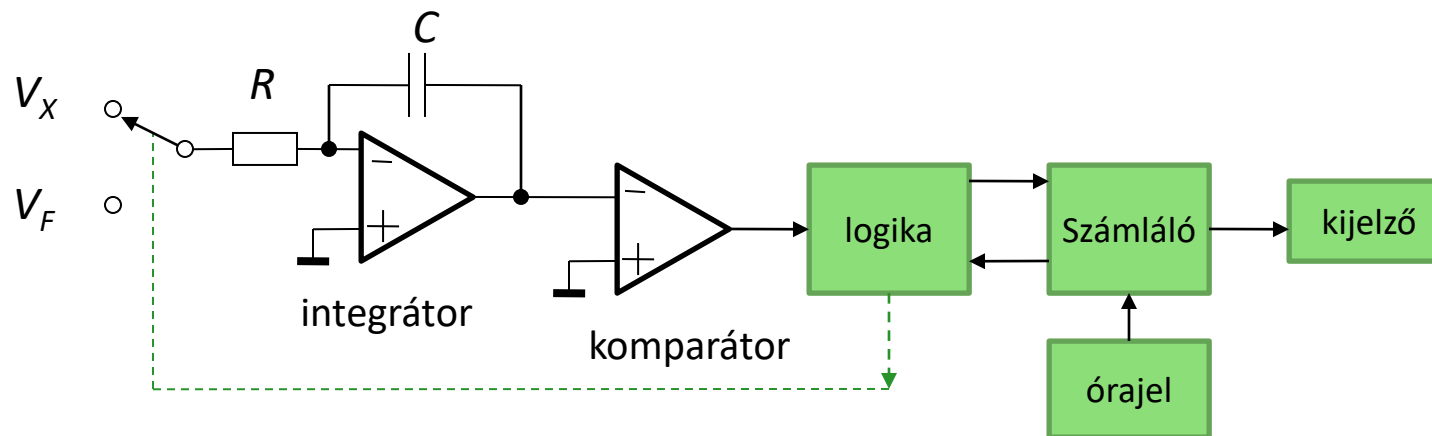 C
V_X
R
V_F
−
+
−
+
integrátor
komparátor
logika
Számláló
kijelző
órajel